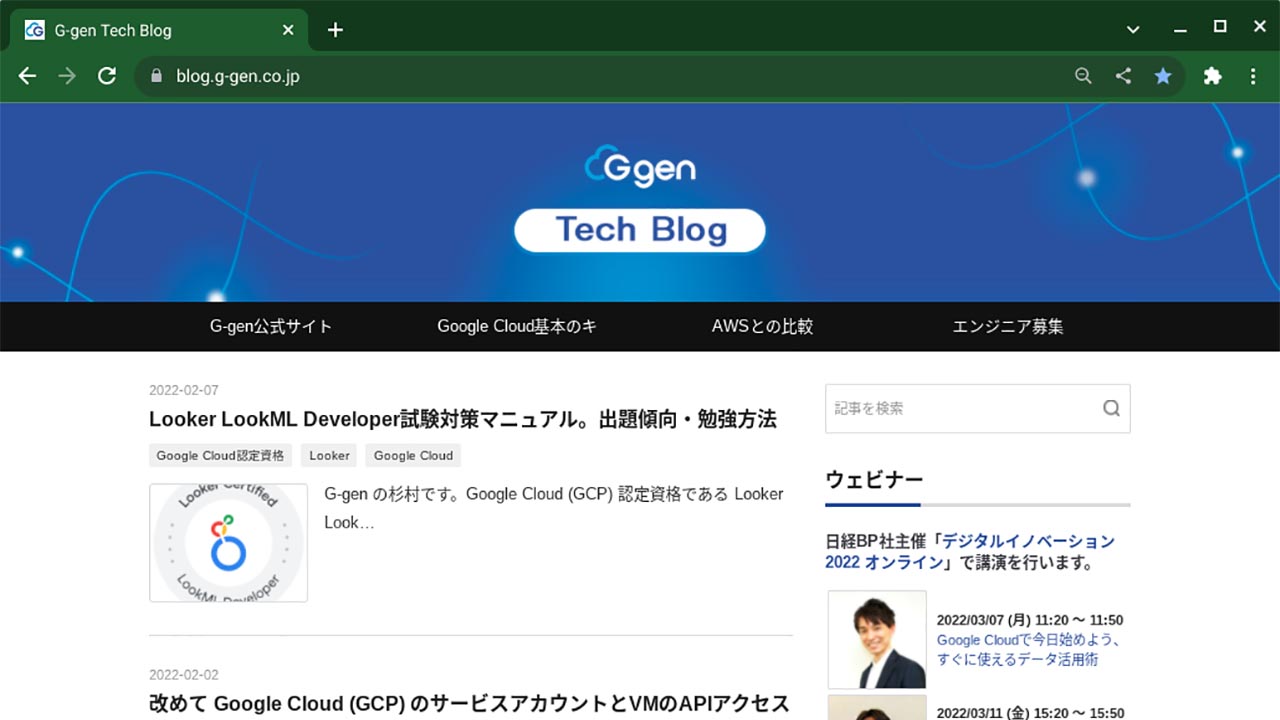 G-gen Tech Blog
blog.g-gen.co.jp
Ggen
Tech Blog
G-gen公式サイト
Google Cloud基本のキ
AWSとの比較
エンジニア募集
2022-02-07
Looker LookML Developer試験対策マニュアル。出題傾向・勉強方法
Google Cloud認定資格
Looker
Google Cloud
Looker Certified
LookML Developer
G-gen の杉村です。Google Cloud (GCP) 認定資格である Looker
Look…
2022-02-02
改めて Google Cloud (GCP) のサービスアカウントとVMのAPIアクセス
記事を検索
ウェビナー
日経BP社主催「デジタルイノベーション
2022 オンライン」で講演を行います。
2022/03/07 (月) 11:20 〜 11:50
Google Cloudで今日始めよう、
すぐに使えるデータ活用術
2022/03/11 (金) 15:20 〜 15:50